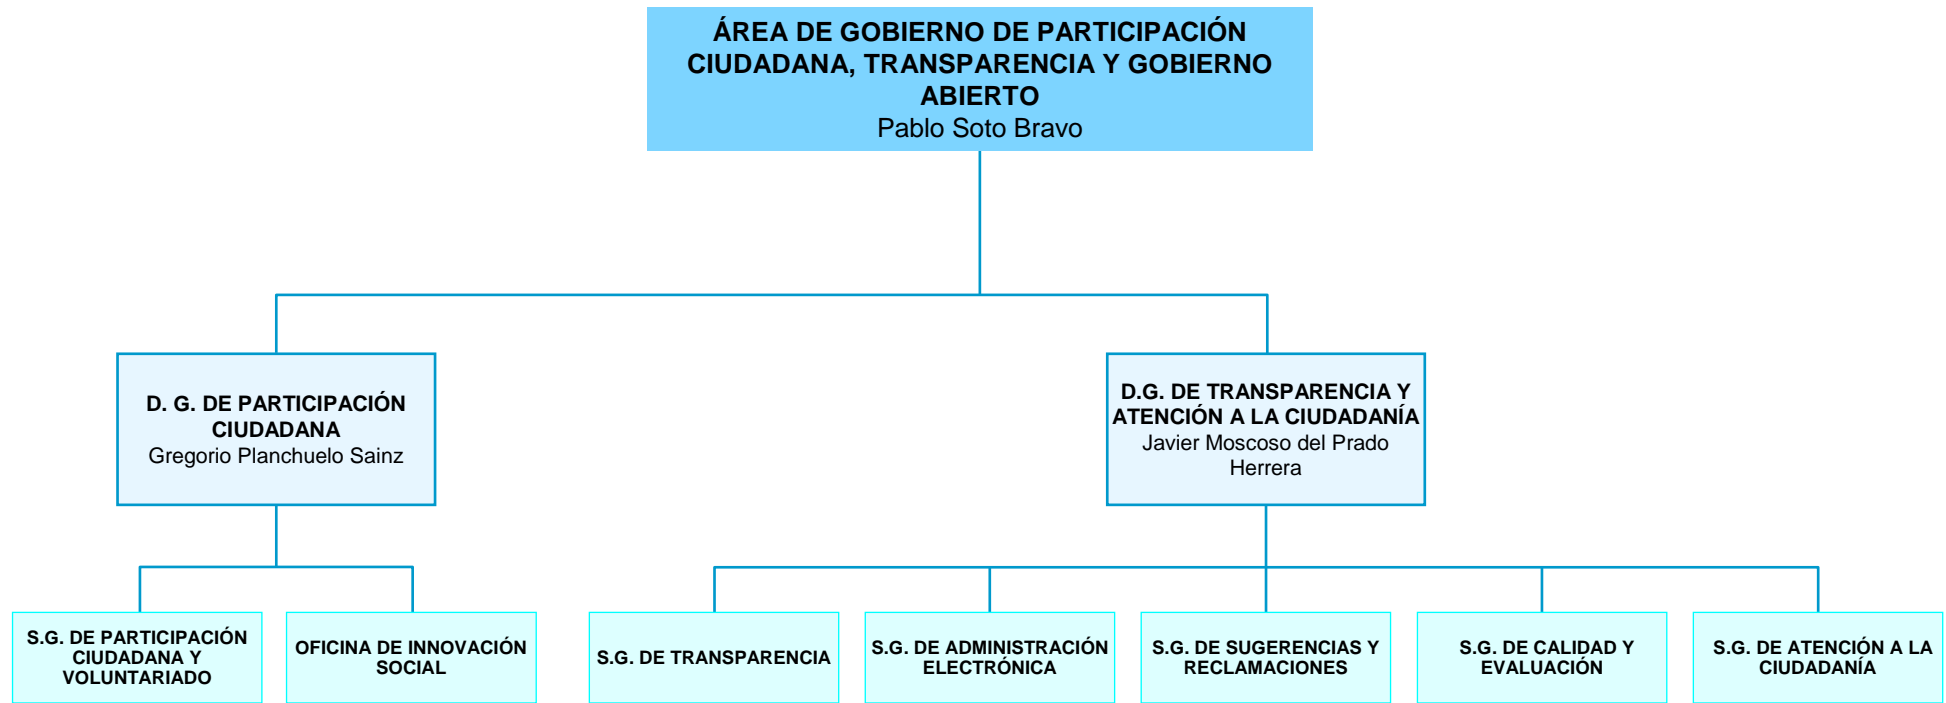 ÁREA DE GOBIERNO DE PARTICIPACIÓN
CIUDADANA, TRANSPARENCIA Y GOBIERNO
ABIERTO
Pablo Soto Bravo
D. G. DE PARTICIPACIÓN
CIUDADANA
Gregorio Planchuelo Sainz
D.G. DE TRANSPARENCIA Y
ATENCIÓN A LA CIUDADANÍA
Javier Moscoso del Prado
Herrera
S.G. DE PARTICIPACIÓN
CIUDADANA Y
VOLUNTARIADO
OFICINA DE INNOVACIÓN
SOCIAL
S.G. DE TRANSPARENCIA
S.G. DE ADMINISTRACIÓN
ELECTRÓNICA
S.G. DE SUGERENCIAS Y
RECLAMACIONES
S.G. DE CALIDAD Y
EVALUACIÓN
S.G. DE ATENCIÓN A LA
CIUDADANÍA